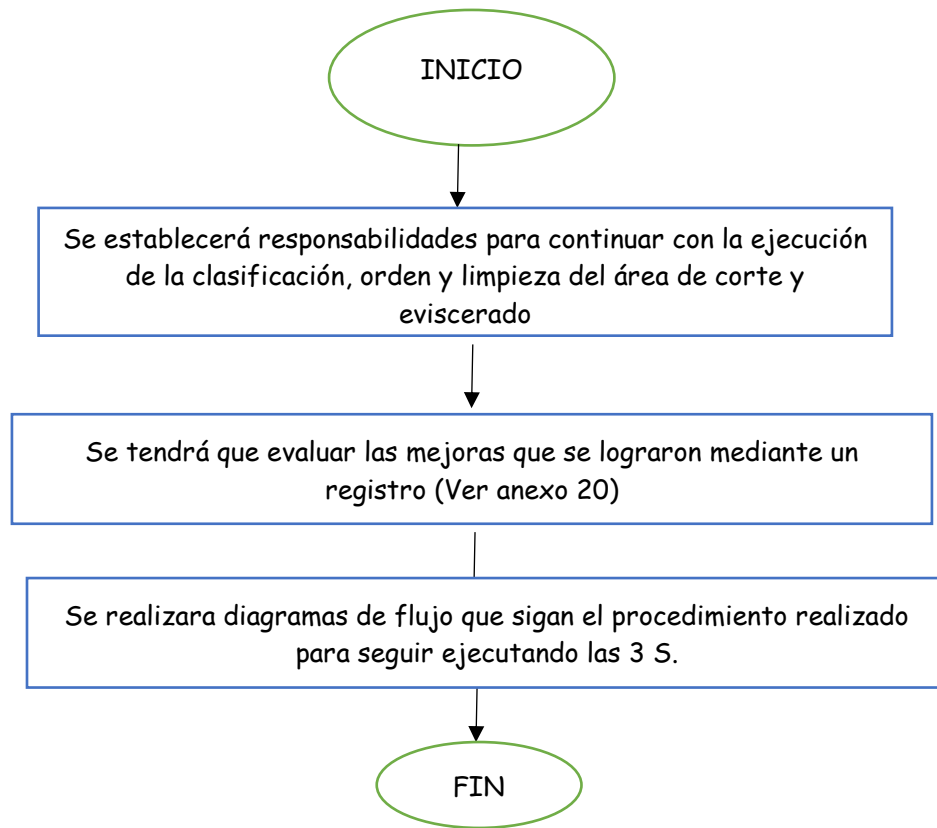 INICIO
Se establecerá responsabilidades para continuar con la ejecución
de la clasificación, orden y limpieza del área de corte y
eviscerado
Se tendrá que evaluar las mejoras que se lograron mediante un
registro (Ver anexo 20)
Se realizara diagramas de flujo que sigan el procedimiento realizado
para seguir ejecutando las 3 S.
FIN